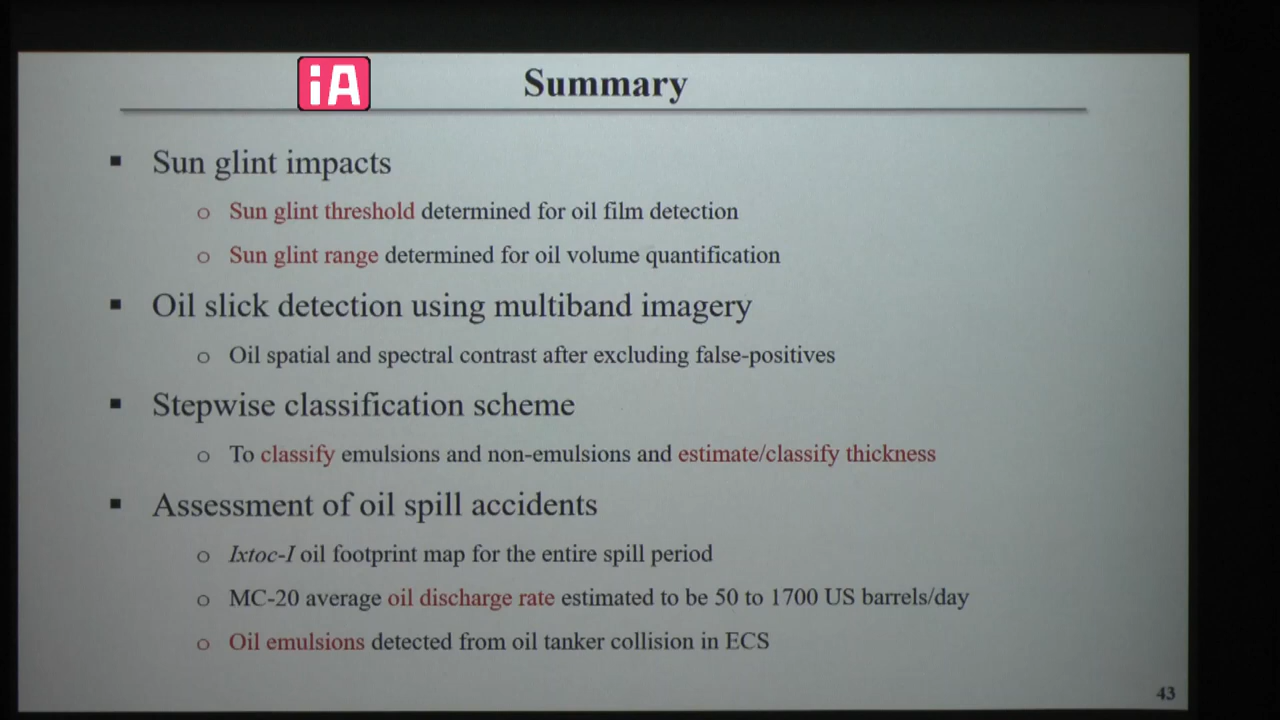 iA
Summary
▪ Sun glint impacts
o Sun glint threshold determined for oil film detection
o Sun glint range determined for oil volume quantification
▪ Oil slick detection using multiband imagery
o Oil spatial and spectral contrast after excluding false-positives
▪ Stepwise classification scheme
o To classify emulsions and non-emulsions and estimate/classify thickness
▪ Assessment of oil spill accidents
o Ixtoc-I oil footprint map for the entire spill period
o MC-20 average oil discharge rate estimated to be 50 to 1700 US barrels/day
o Oil emulsions detected from oil tanker collision in ECS
43